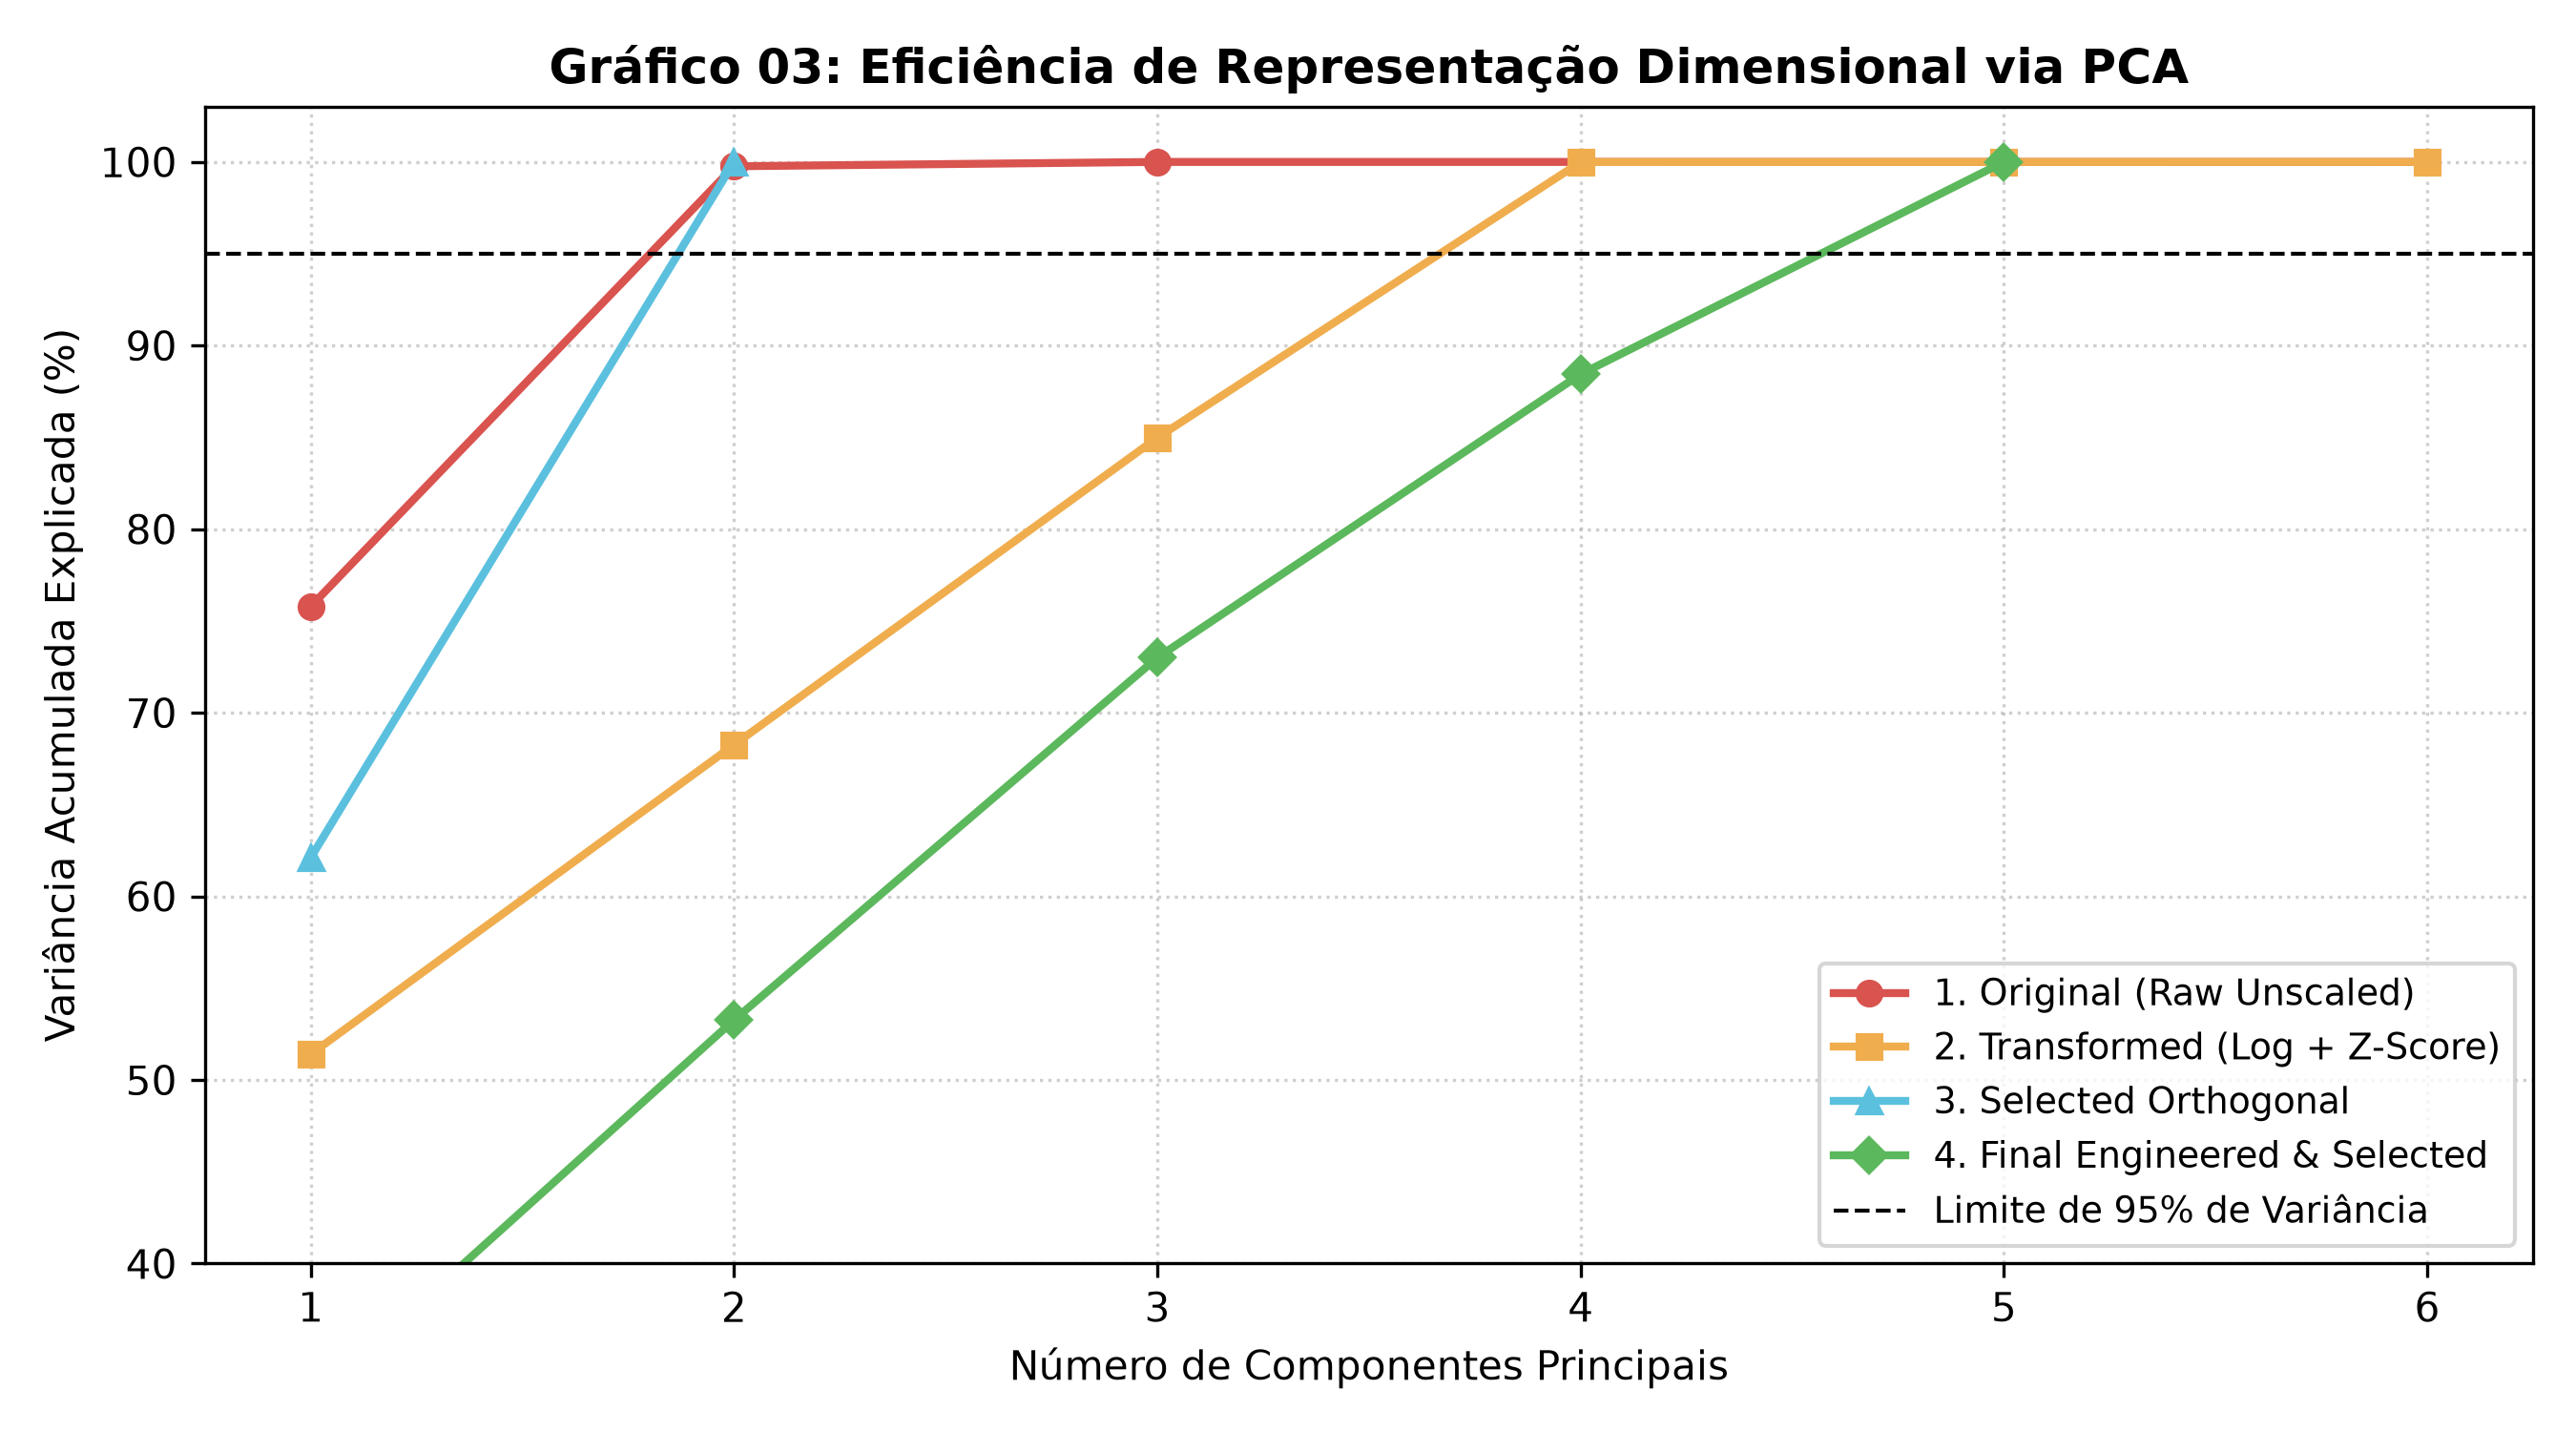 Gráfico 03: Eficiência de Representação Dimensional via PCA
Variância Acumulada Explicada (%)
100
90
80
70
60
50
40
1. Original (Raw Unscaled)
2. Transformed (Log + Z-Score)
3. Selected Orthogonal
4. Final Engineered & Selected
Limite de 95% de Variância
1 2 3 4 5 6
Número de Componentes Principais